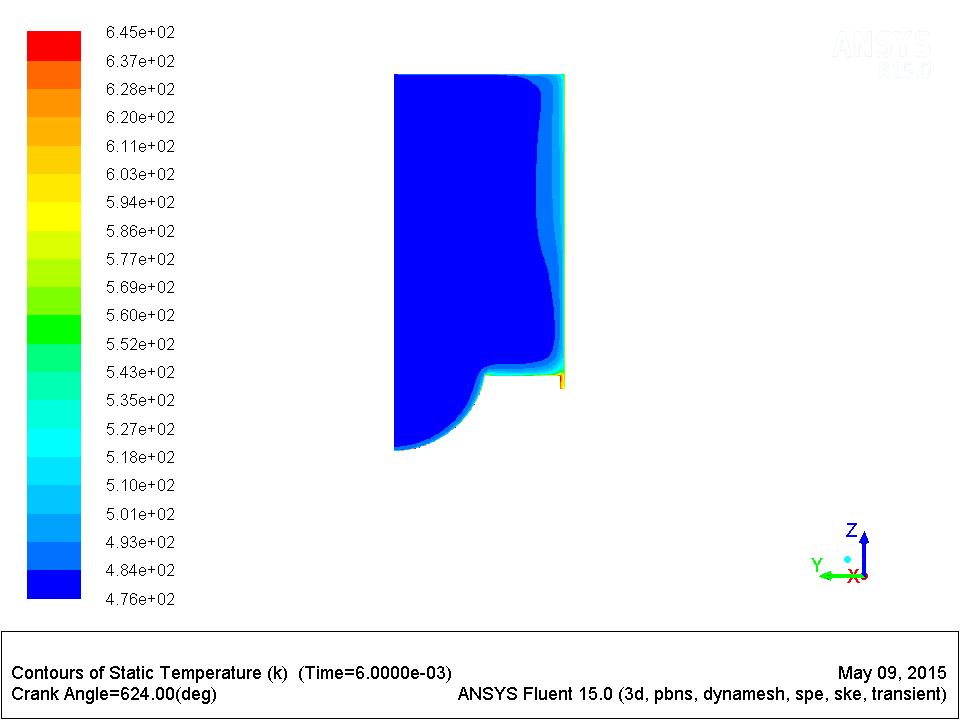 ANSYS
R15.0
6.45e+02
6.37e+02
6.28e+02
6.20e+02
6.11e+02
6.03e+02
5.94e+02
5.86e+02
5.77e+02
5.69e+02
5.60e+02
5.52e+02
5.43e+02
5.35e+02
5.27e+02
5.18e+02
5.10e+02
5.01e+02
4.93e+02
4.84e+02
4.76e+02
Z
Y
X
Contours of Static Temperature (k) (Time=6.0000e-03)
Crank Angle=624.00(deg)
May 09, 2015
ANSYS Fluent 15.0 (3d, pbns, dynamesh, spe, ske, transient)